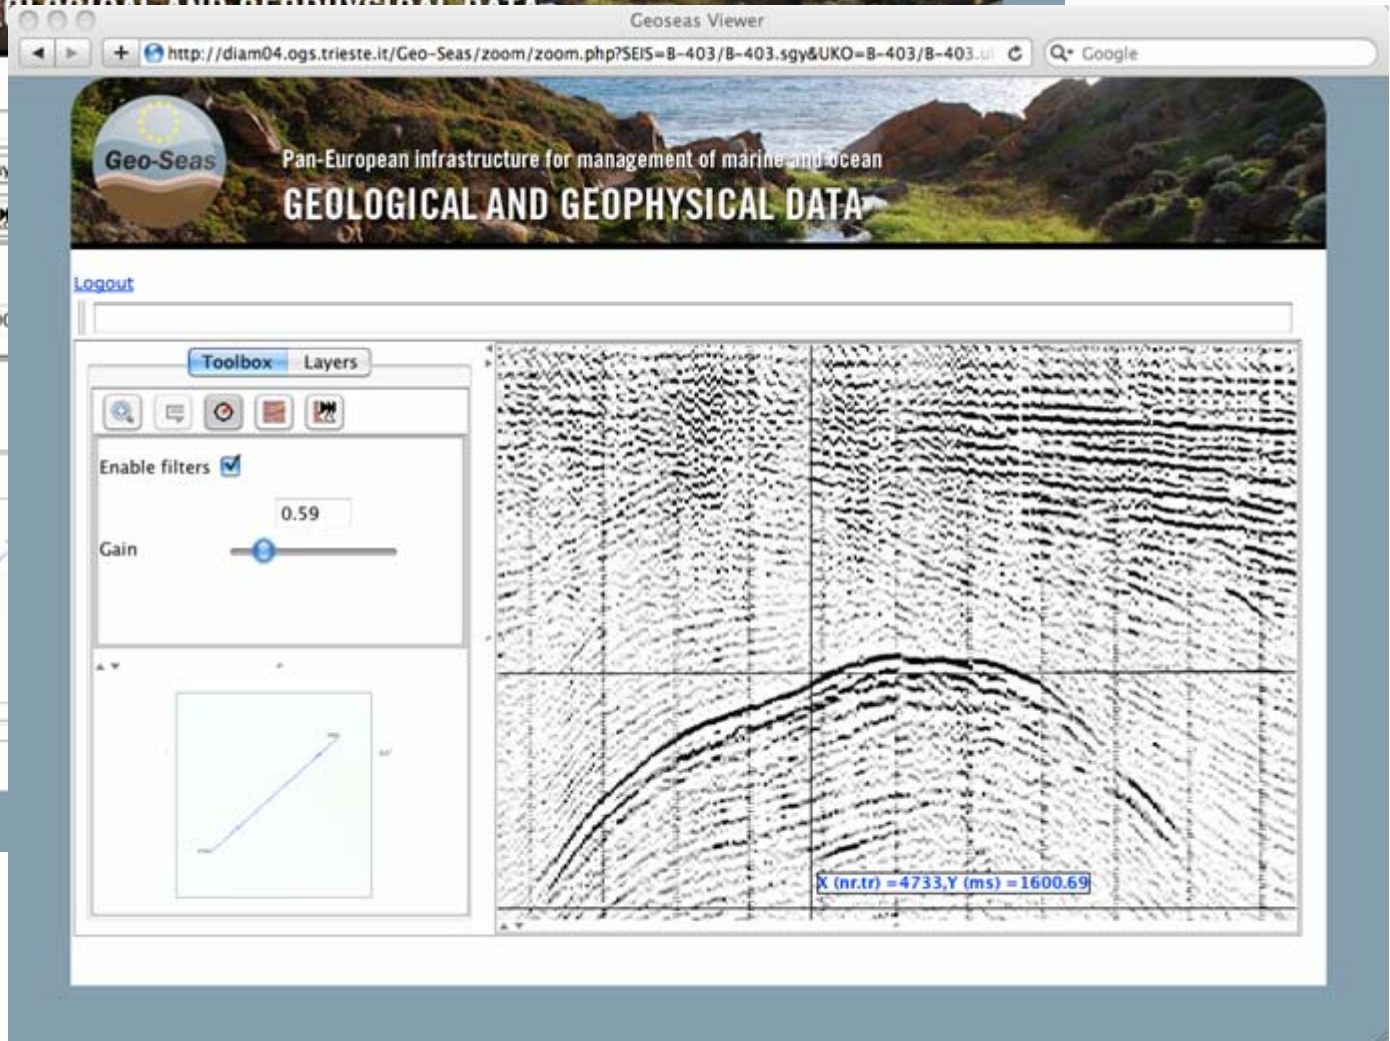 Geoseas Viewer
http://diam04.ogs.trieste.it/Geo-Seas/zoom/zoom.php?SEIS=B-403/B-403.sgy&UKO=B-403/B-403.u
Google
Geo-Seas
Pan-European infrastructure for management of marine and ocean
GEOLOGICAL AND GEOPHYSICAL DATA
Logout
Toolbox
Layers
Enable filters
0.59
Gain
X (nr.tr) =4733,Y (ms) =1600.69